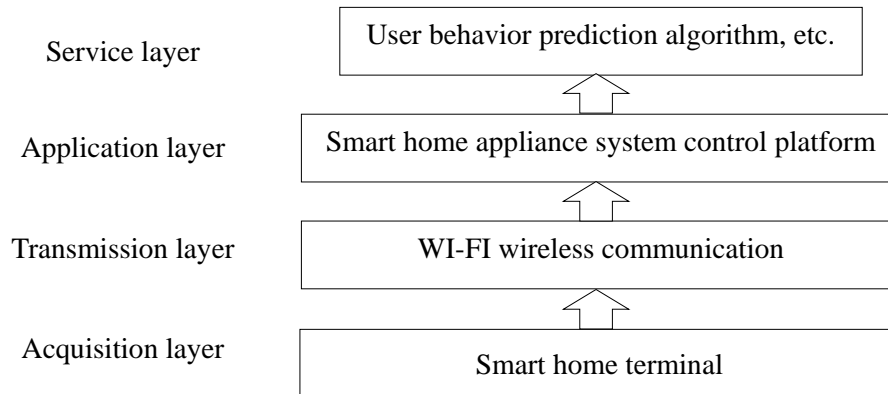 Service layer
User behavior prediction algorithm, etc.
Application layer
Smart home appliance system control platform
Transmission layer
WI-FI wireless communication
Acquisition layer
Smart home terminal